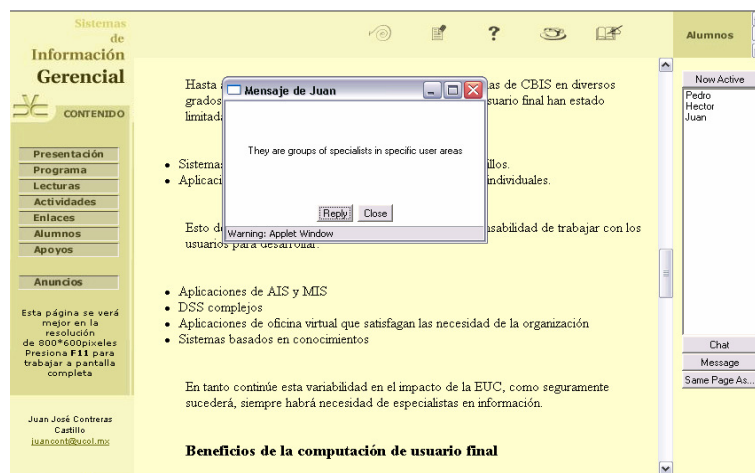 Sistemas
de
Información
Gerencial
CONTENIDO
Presentación
Programa
Lecturas
Actividades
Enlaces
Alumnos
Apoyos
Anuncios
Esta página se verá
mejor en la
resolución
de 800*600pixeles
Presiona F11 para
trabajar a pantalla
completa
Juan José Contreras
Castillo
juancont@ucol.mx
?
Hasta
as de CBIS en diversos
grados
suario final han estado
limitad
Sistema
illos.
Aplicaci
individuales.
Esto d
nsabilidad de trabajar con los
usuarios para desarrollar:
Mensaje de Juan
They are groups of specialists in specific user areas
Reply Close
Warning: Applet Window
• Aplicaciones de AIS y MIS
• DSS complejos
• Aplicaciones de oficina virtual que satisfagan las necesidad de la organización
• Sistemas basados en conocimientos
En tanto continúe esta variabilidad en el impacto de la EUC, como seguramente
sucederá, siempre habrá necesidad de especialistas en información.
Beneficios de la computación de usuario final
Alumnos
Now Active
Pedro
Hector
Juan
Chat
Message
Same Page As...